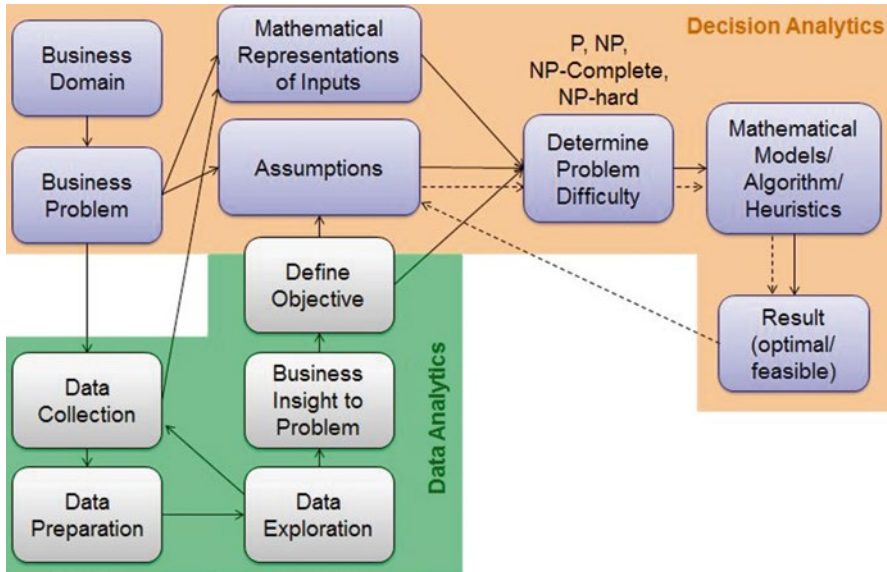 Business
Domain
Mathematical
Representations
of Inputs
Decision Analytics
P, NP,
NP-Complete,
NP-hard
Business
Problem
Assumptions
Determine
Problem
Difficulty
Mathematical
Models/
Algorithm/
Heuristics
Define
Objective
Result
(optimal/
feasible)
Data
Collection
Business
Insight to
Problem
Data Analytics
Data
Preparation
Data
Exploration